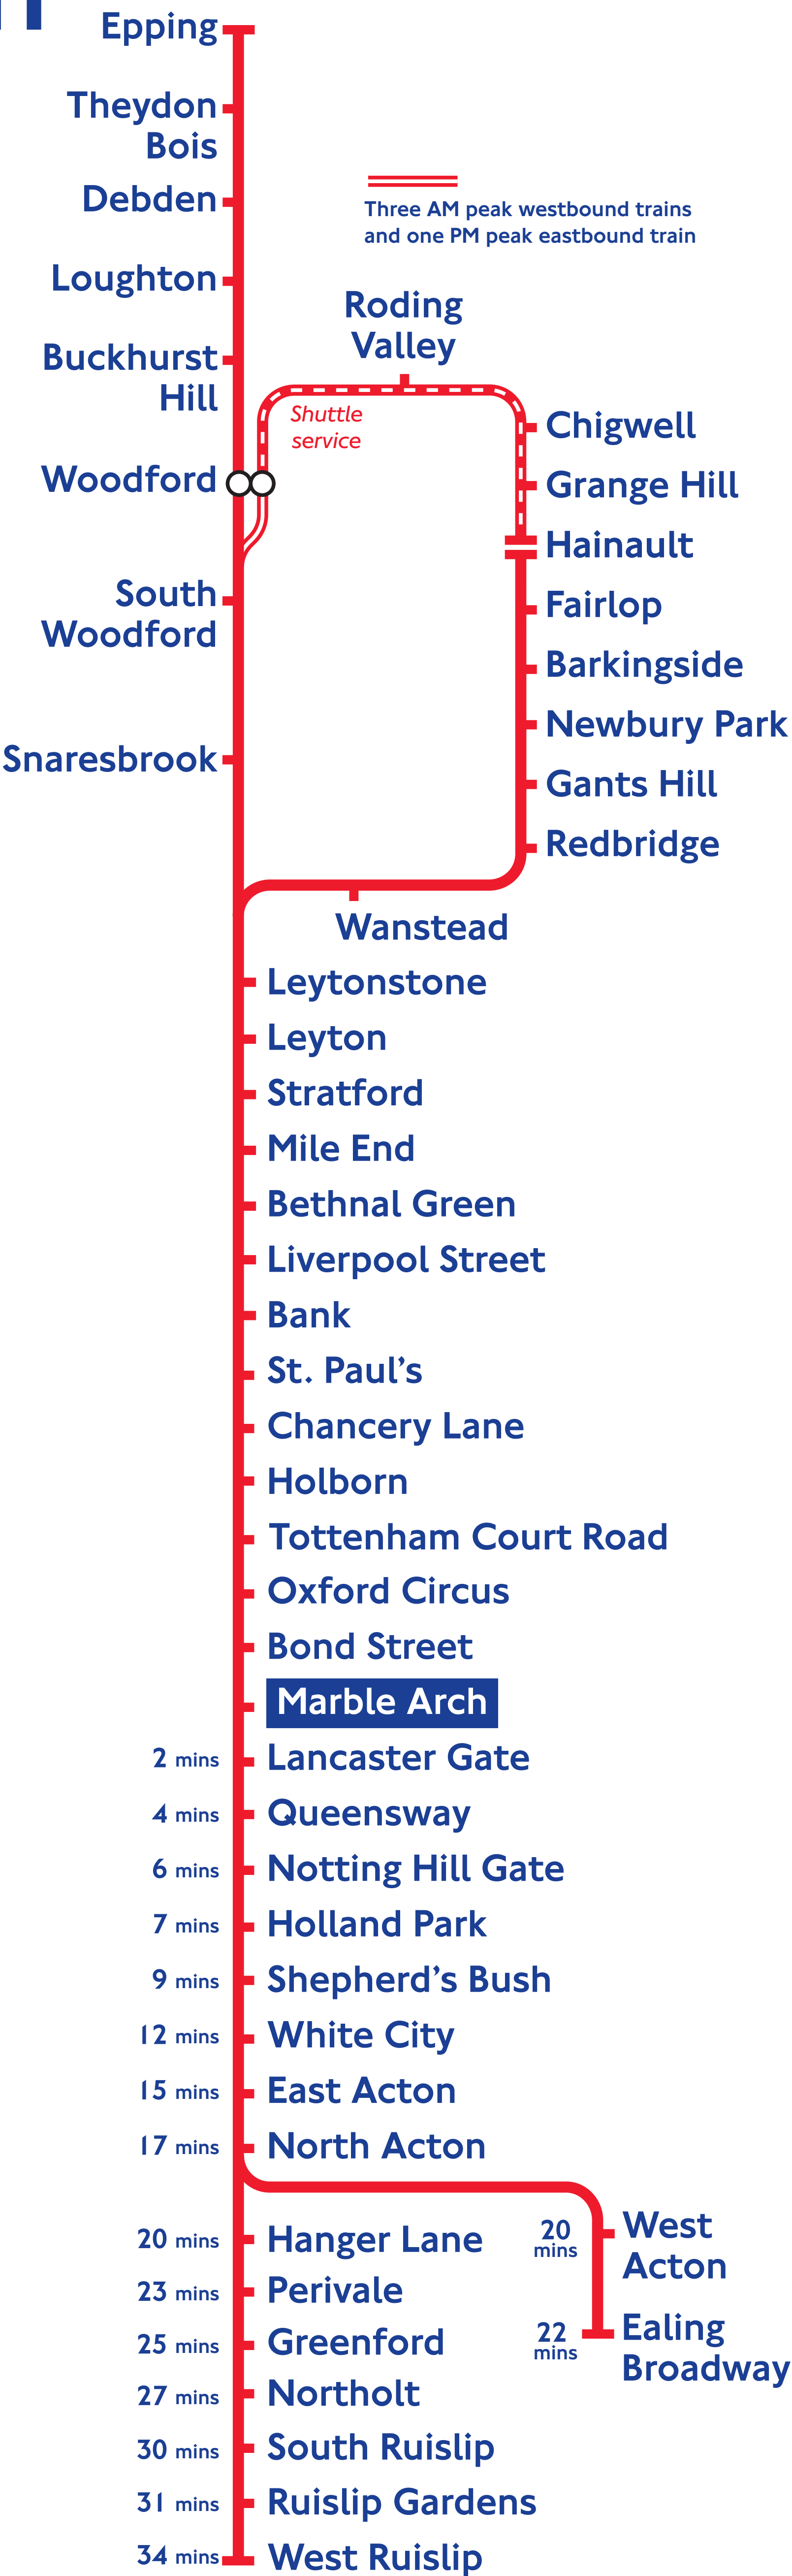 Epping
Theydon
Bois
Debden
Three AM peak westbound trains
and one PM peak eastbound train
Loughton
Roding
Valley
Buckhurst
Hill
Shuttle
service
Chigwell
Woodford
Grange Hill
Hainault
South
Woodford
Fairlop
Barkingside
Newbury Park
Snaresbrook
Gants Hill
Redbridge
Wanstead
Leytonstone
Leyton
Stratford
Mile End
Bethnal Green
Liverpool Street
Bank
St. Paul's
Chancery Lane
Holborn
Tottenham Court Road
Oxford Circus
Bond Street
Marble Arch
2 mins Lancaster Gate
4 mins Queensway
6 mins Notting Hill Gate
7 mins Holland Park
9 mins Shepherd's Bush
12 mins White City
15 mins East Acton
17 mins North Acton
20 mins Hanger Lane
20
mins
West
Acton
23 mins Perivale
25 mins Greenford
22
mins
Ealing
Broadway
27 mins Northolt
30 mins South Ruislip
31 mins Ruislip Gardens
34 mins West Ruislip